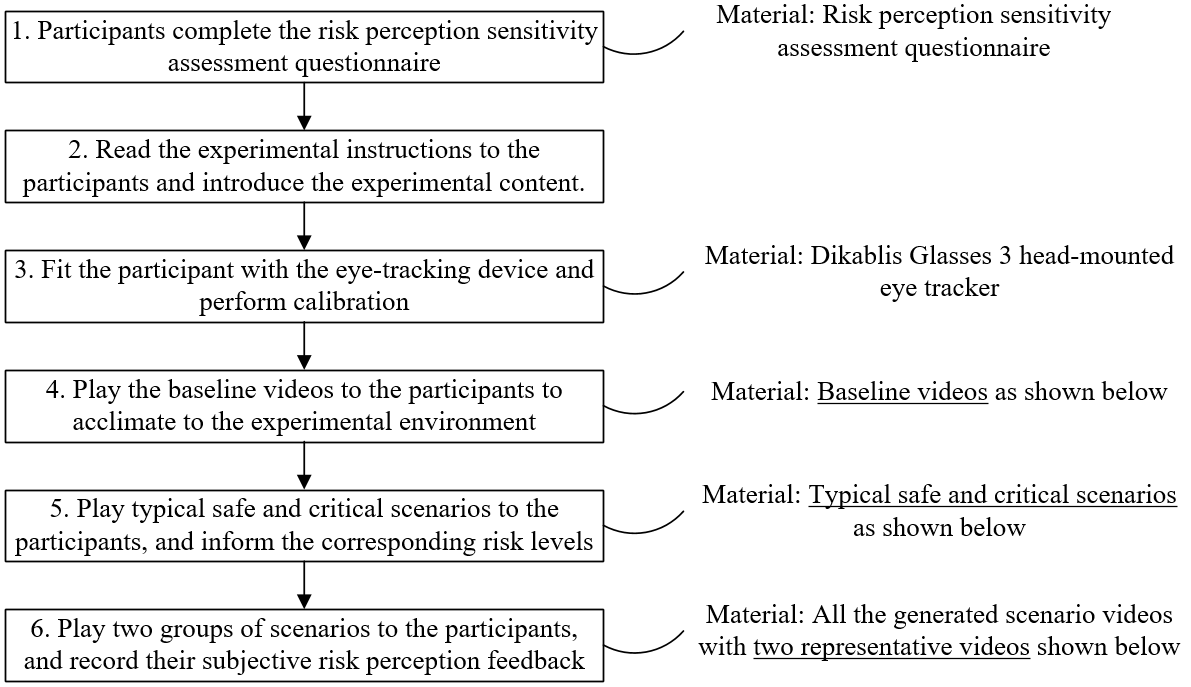 1. Participants complete the risk perception sensitivity
assessment questionnaire
Material: Risk perception sensitivity
assessment questionnaire
2. Read the experimental instructions to the
participants and introduce the experimental content.
3. Fit the participant with the eye-tracking device and
perform calibration
Material: Dikablis Glasses 3 head-mounted
eye tracker
4. Play the baseline videos to the participants to
acclimate to the experimental environment
Material: Baseline videos as shown below
5. Play typical safe and critical scenarios to the
participants, and inform the corresponding risk levels
Material: Typical safe and critical scenarios
as shown below
6. Play two groups of scenarios to the participants,
and record their subjective risk perception feedback
Material: All the generated scenario videos
with two representative videos shown below